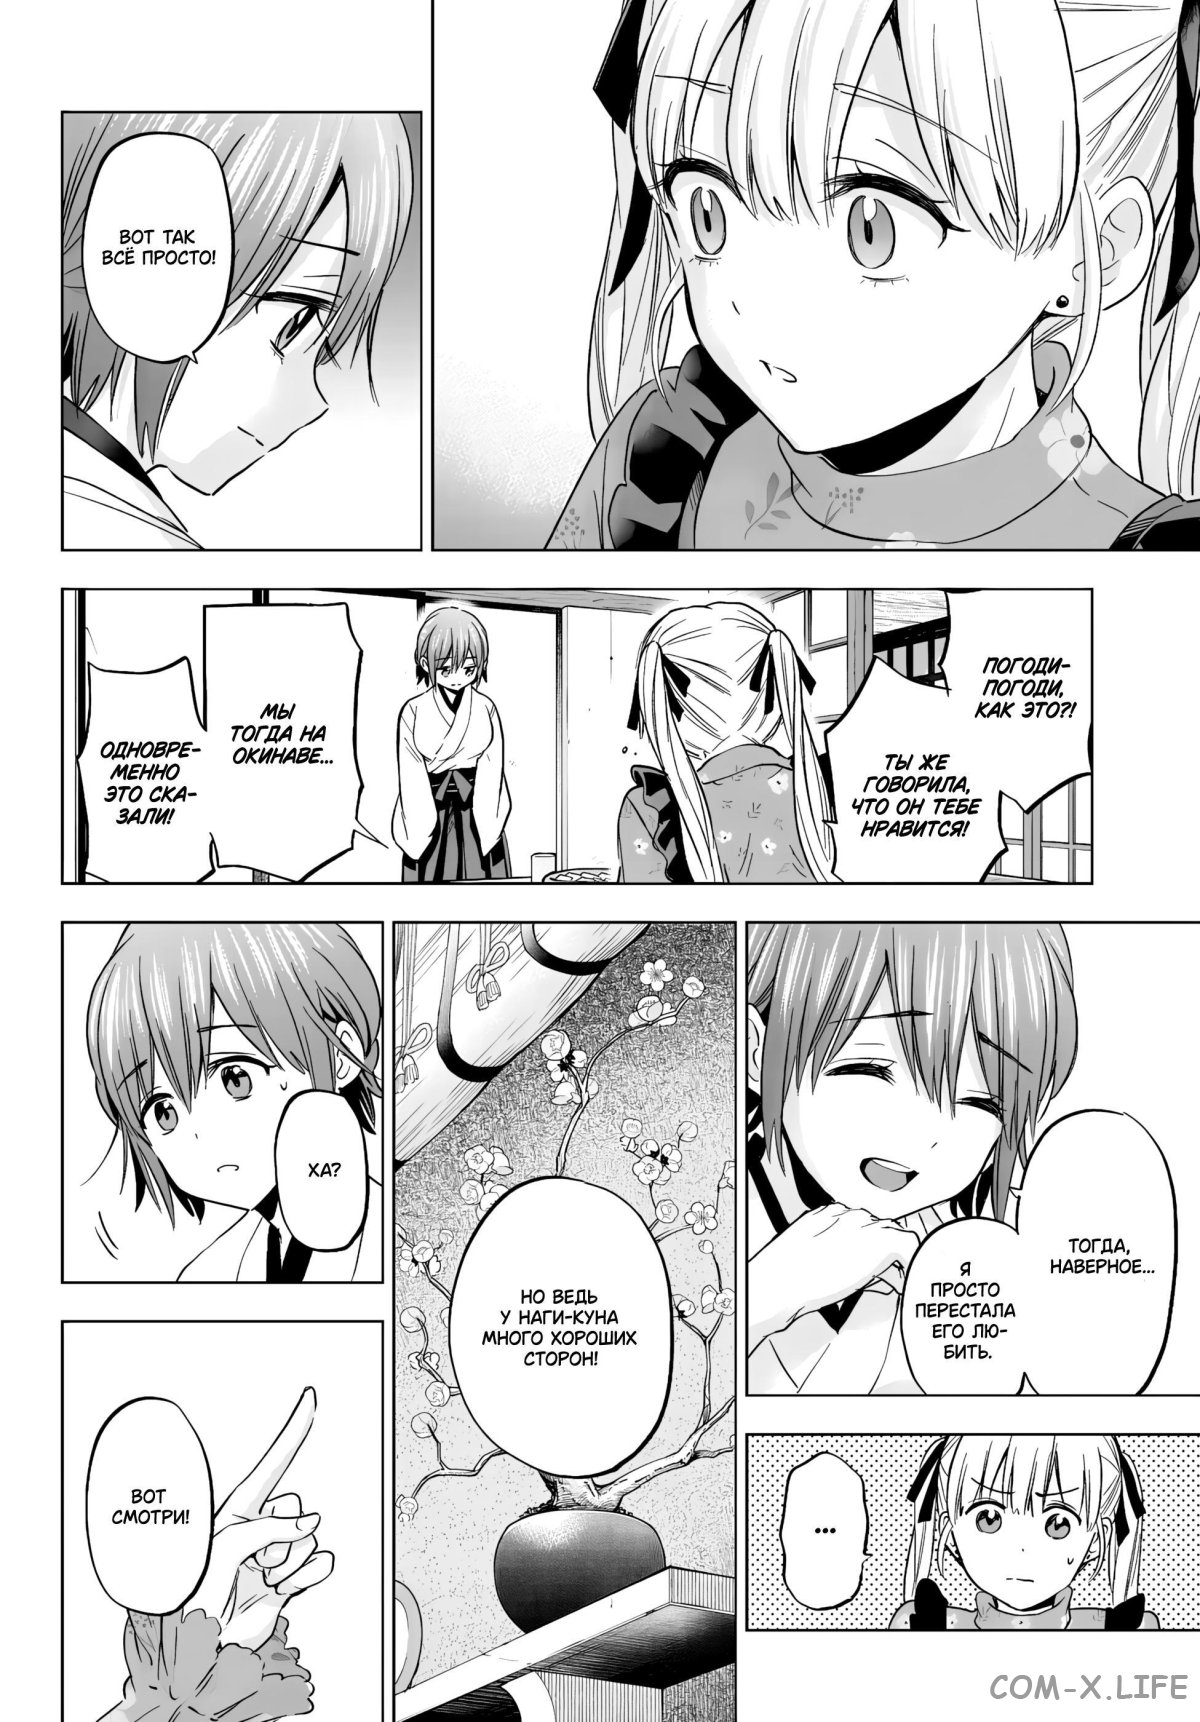 ВОТ ТАК
ВСЁ ПРОСТО!
ПОГОДИ-
ПОГОДИ,
КАК ЭТО?!
ТЫ ЖЕ
ГОВОРИЛА,
ЧТО ОН ТЕБЕ
НРАВИТСЯ!
МЫ
ТОГДА НА
ОКИНАВЕ...
ОДНОВРЕ-
МЕННО
ЭТО СКА-
ЗАЛИ!
ТОГДА,
НАВЕРНОЕ...
Я
ПРОСТО
ПЕРЕСТАЛА
ЕГО ЛЮ-
БИТЬ.
...
НО ВЕДЬ
У НАГИ-КУНА
МНОГО ХОРОШИХ
СТОРОН!
ХА?
ВОТ
СМОТРИ!
COM-X.LIFE